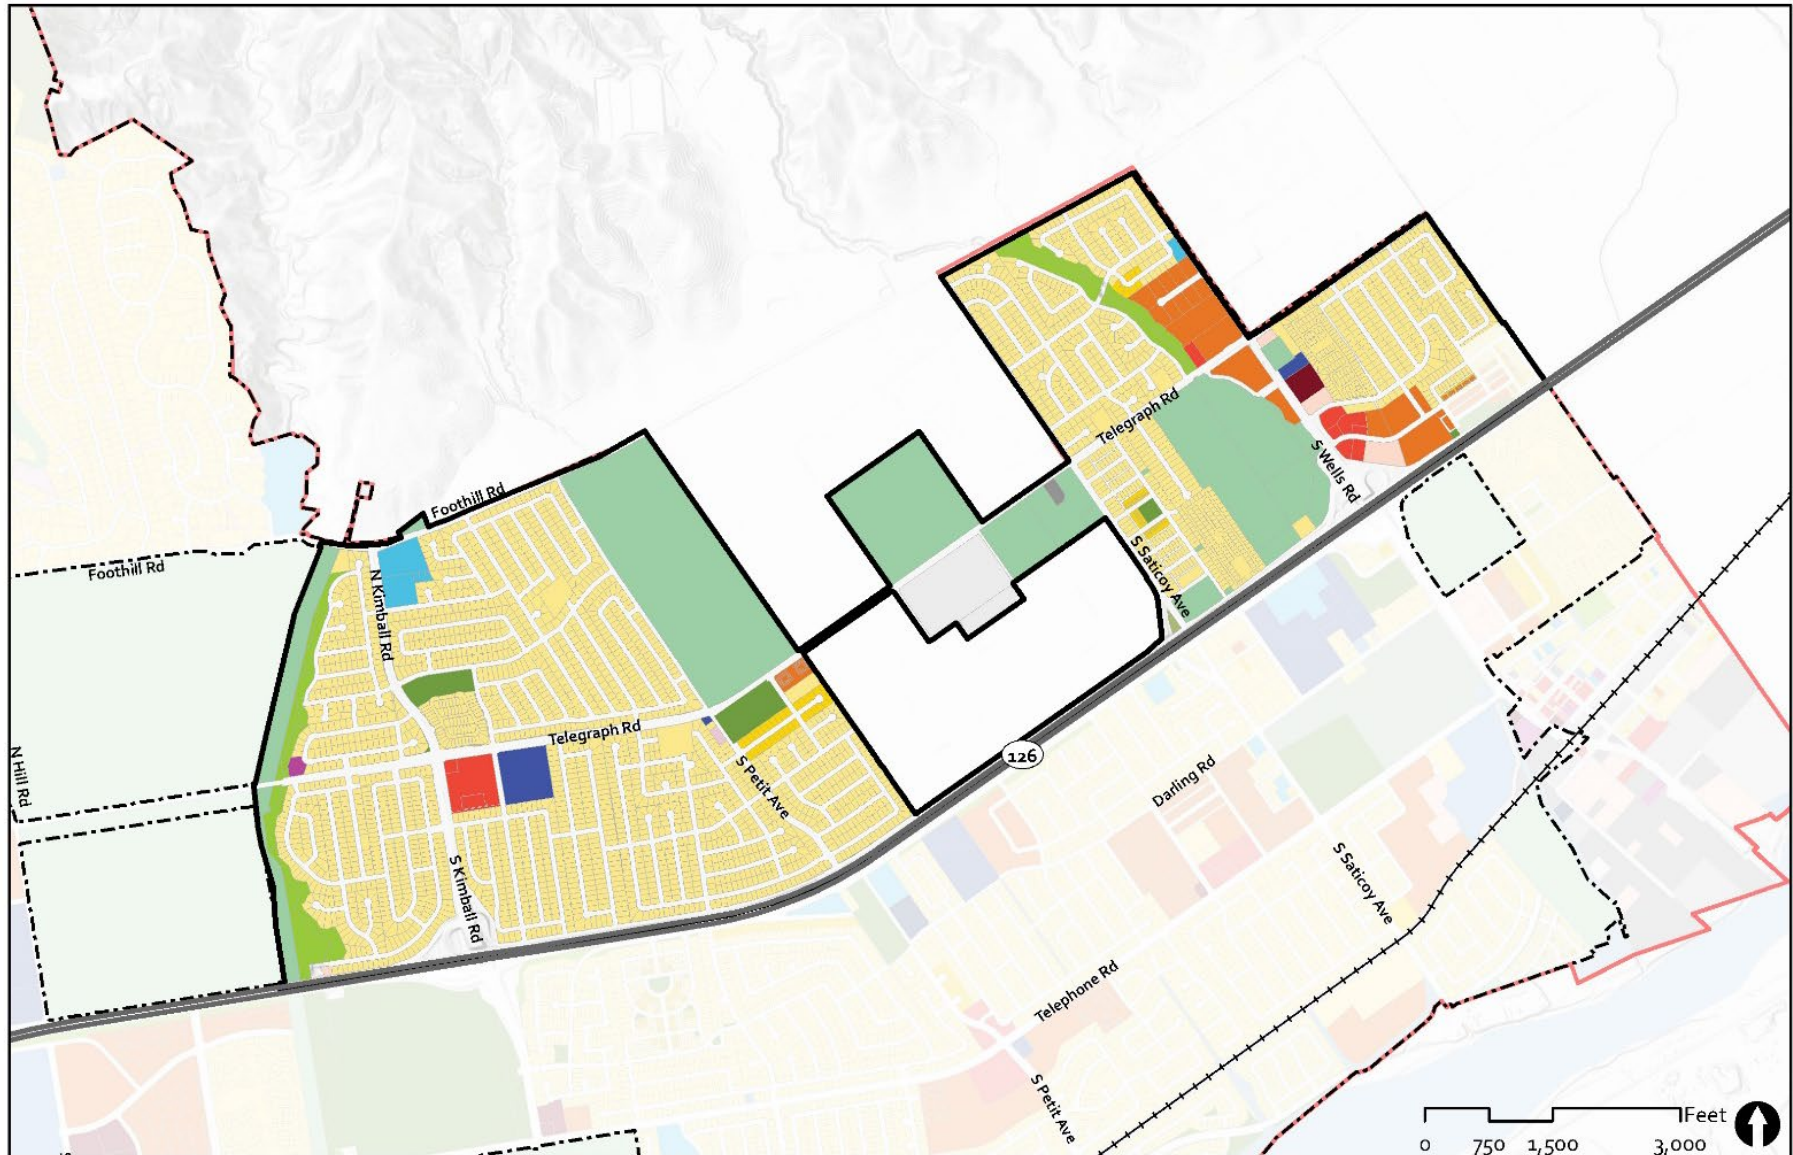 Foothill Rd
Foothill Rd
N Kimball Rd
Telegraph Rd
S Wells Rd
S Saticoy Ave
Telegraph Rd
N Hill Rd
S Petit Ave
126
Darling Rd
S Kimball Rd
S Saticoy Ave
Telephone Rd
S Petit Ave
Feet
0 750 1,500 3,000